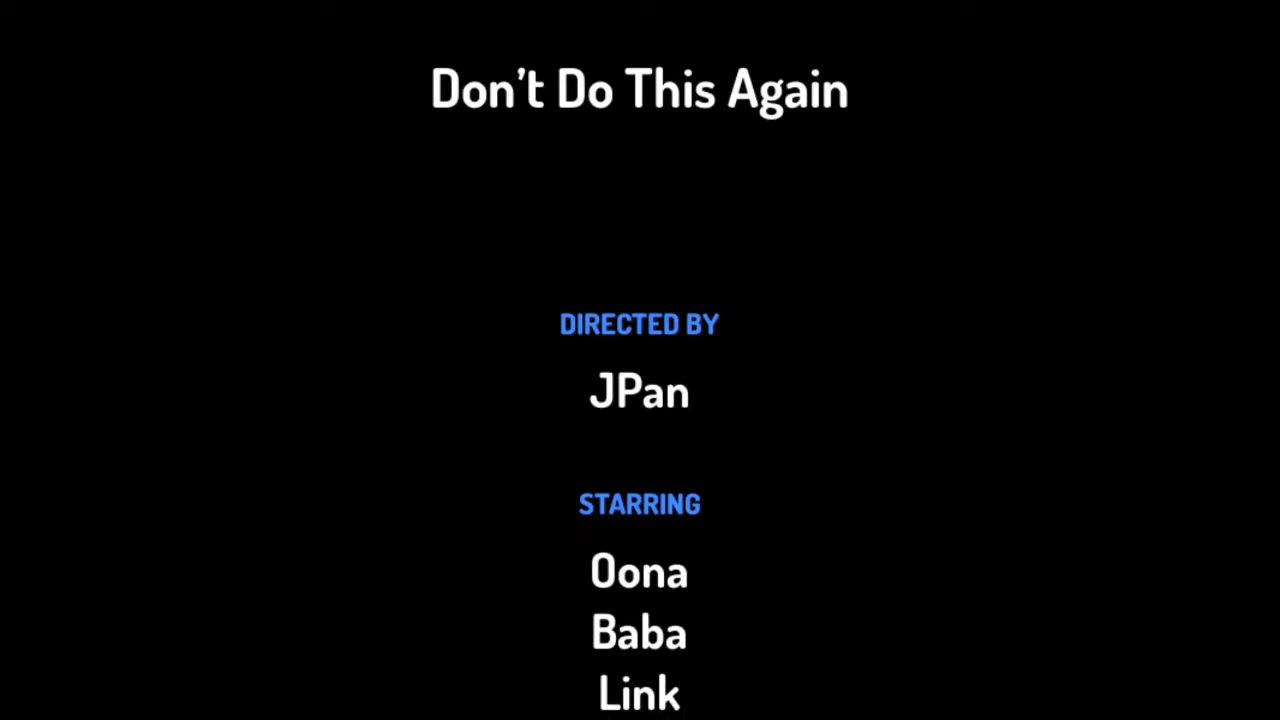 Don’t Do This Again
DIRECTED BY
JPan
STARRING
Oona
Baba
Link